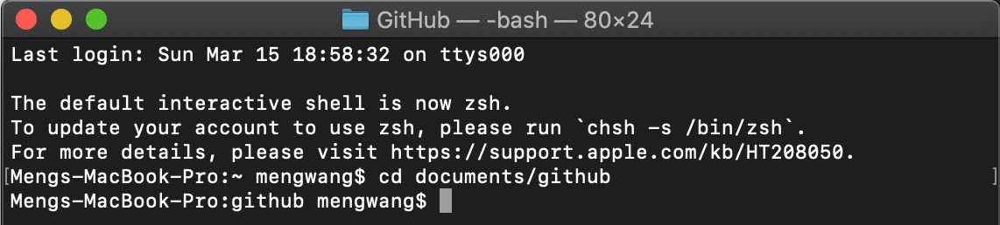 GitHub — -bash — 80×24
Last login: Sun Mar 15 18:58:32 on ttys000
The default interactive shell is now zsh.
To update your account to use zsh, please run `chsh -s /bin/zsh`.
For more details, please visit https://support.apple.com/kb/HT208050.
[Mengs-MacBook-Pro:~ mengwang$ cd documents/github ]
Mengs-MacBook-Pro:github mengwang$